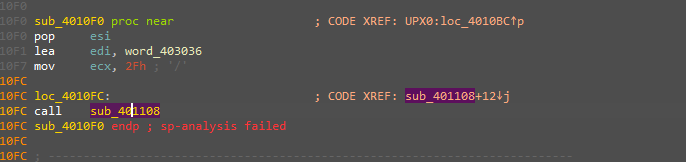 10F0
10F0 sub_4010F0 proc near ; CODE XREF: UPX0:loc_4010BC↑p
10F0 pop esi
10F1 lea edi, word_403036
10F7 mov ecx, 2Fh ; '/'
10FC
10FC loc_4010FC: ; CODE XREF: sub_401108+12↓j
10FC call sub_401108
10FC sub_4010F0 endp ; sp-analysis failed
10FC
10FC ; ---------------------------------------------------------------------------